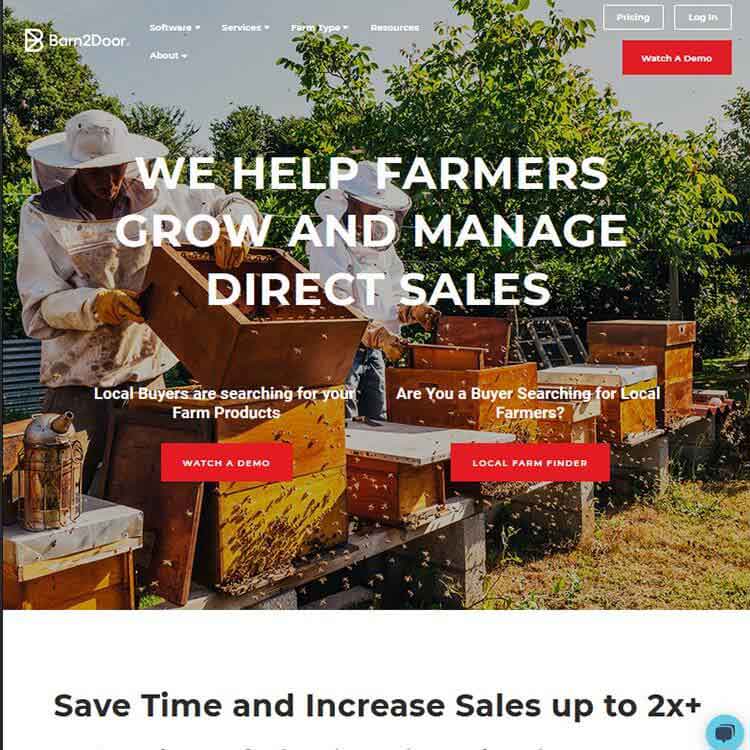 Barn2Door
Software
Services
Farm Type
Resources
About
Pricing
Log In
Watch A Demo
WE HELP FARMERS
GROW AND MANAGE
DIRECT SALES
Local Buyers are searching for your
Farm Products
WATCH A DEMO
Are You a Buyer Searching for Local
Farmers?
LOCAL FARM FINDER
Save Time and Increase Sales up to 2x+